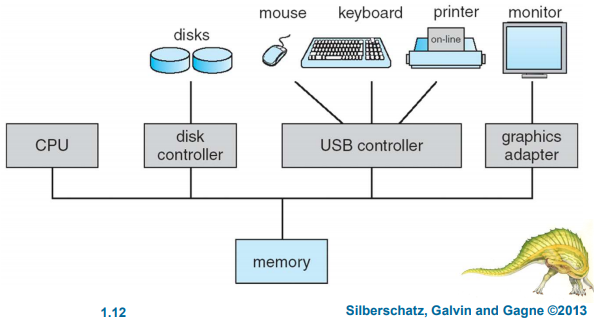 mouse keyboard printer monitor
disks
on-line
CPU
disk
controller
USB controller
graphics
adapter
memory
1.12
Silberschatz, Galvin and Gagne ©2013